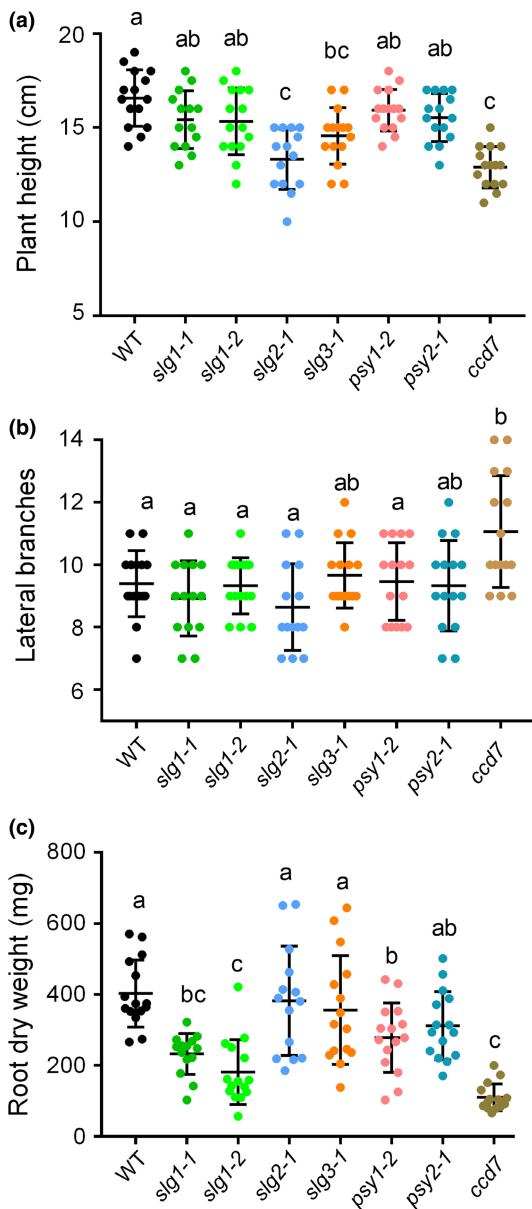 (a)
Plant height (cm)
20
15
10
5
a
ab
ab
c
bc
ab
ab
c
WT
slg1-1
slg1-2
slg2-1
slg3-1
psy1-2
psy2-1
ccd7
(b)
Lateral branches
14
12
10
8
6
a
a
a
a
ab
a
ab
b
WT
slg1-1
slg1-2
slg2-1
slg3-1
psy1-2
psy2-1
ccd7
(c)
Root dry weight (mg)
800
600
400
200
0
a
bc
c
a
a
b
ab
c
WT
slg1-1
slg1-2
slg2-1
slg3-1
psy1-2
psy2-1
ccd7